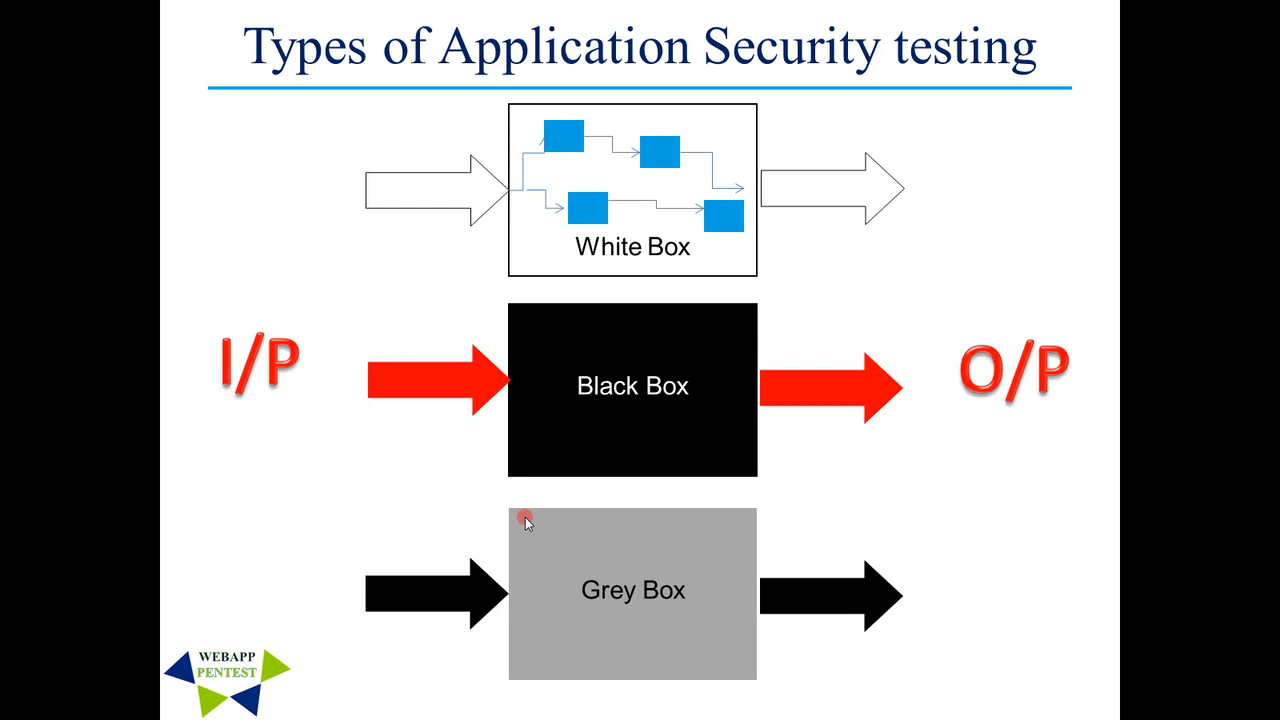 Types of Application Security testing
White Box
I/P
Black Box
O/P
Grey Box
WEBAPP
PENTEST